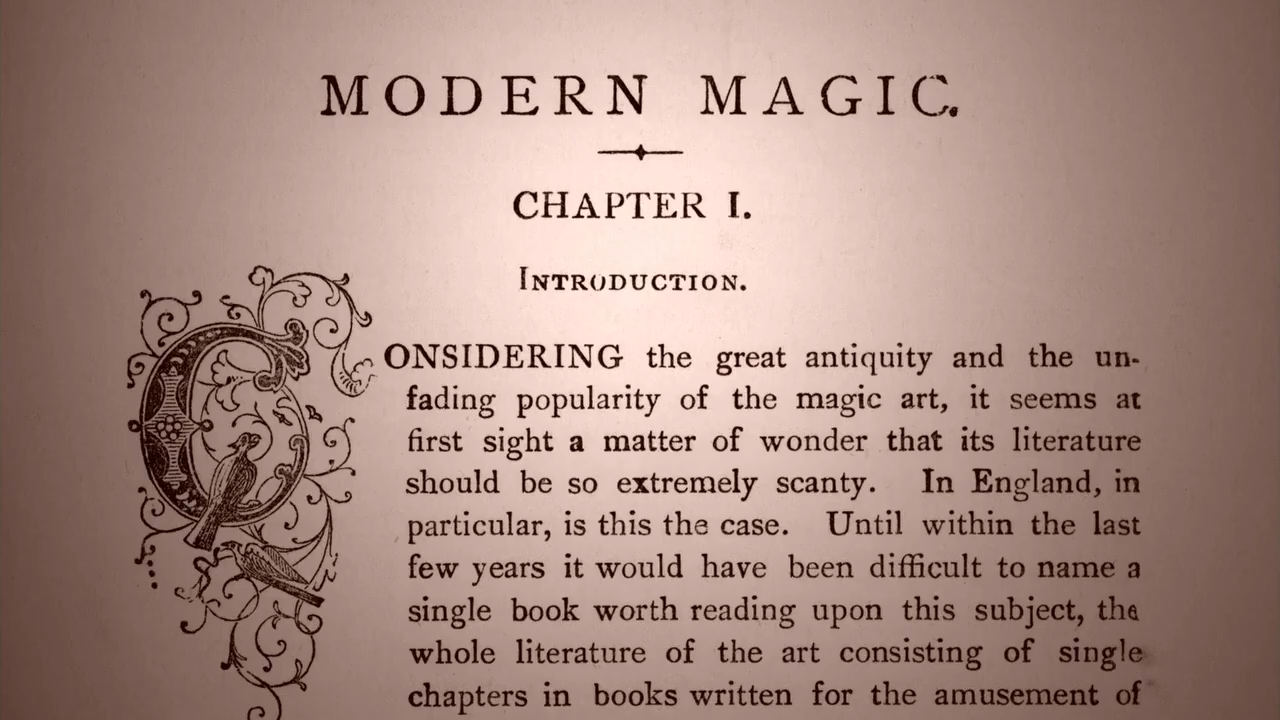 MODERN MAGIC.
CHAPTER I.
INTRODUCTION.
CONSIDERING the great antiquity and the un-
fading popularity of the magic art, it seems at
first sight a matter of wonder that its literature
should be so extremely scanty. In England, in
particular, is this the case. Until within the last
few years it would have been difficult to name a
single book worth reading upon this subject, the
whole literature of the art consisting of single
chapters in books written for the amusement of